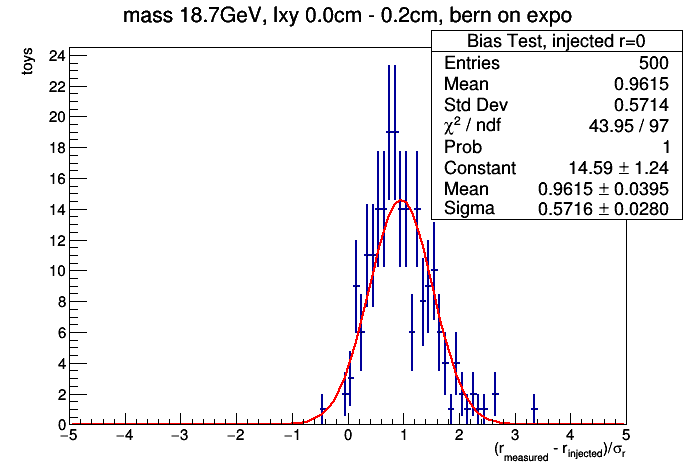 mass 18.7GeV, lxy 0.0cm - 0.2cm, bern on expo
Bias Test, injected r=0
Entries 500
Mean 0.9615
Std Dev 0.5714
χ² / ndf 43.95 / 97
Prob 1
Constant 14.59 ± 1.24
Mean 0.9615 ± 0.0395
Sigma 0.5716 ± 0.0280
toys
24
22
20
18
16
14
12
10
8
6
4
2
0
−5 −4 −3 −2 −1 0 1 2 3 4 5
(r_measured - r_injected)/σ_r